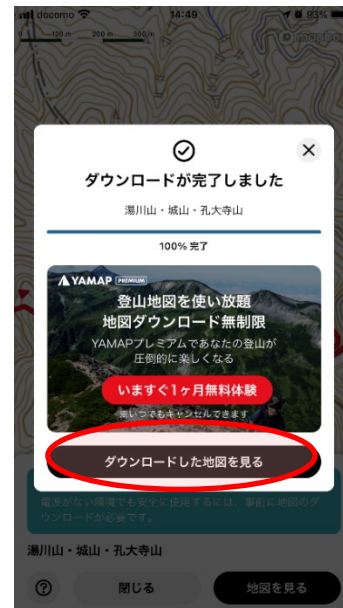 docomo 14:49 93%
0 100 m 200 m 300 m
ダウンロードが完了しました
湯川山・城山・孔大寺山
100% 完了
YAMAP PREMIUM
登山地図を使い放題
地図ダウンロード無制限
YAMAPプレミアムであなたの登山が
圧倒的に楽しくなる
いますぐ1ヶ月無料体験
※いつでもキャンセルできます
ダウンロードした地図を見る
電波がない環境でも安全に使用するには、事前に地図のダ
ウンロードが必要です。
湯川山・城山・孔大寺山
? 閉じる 地図を見る